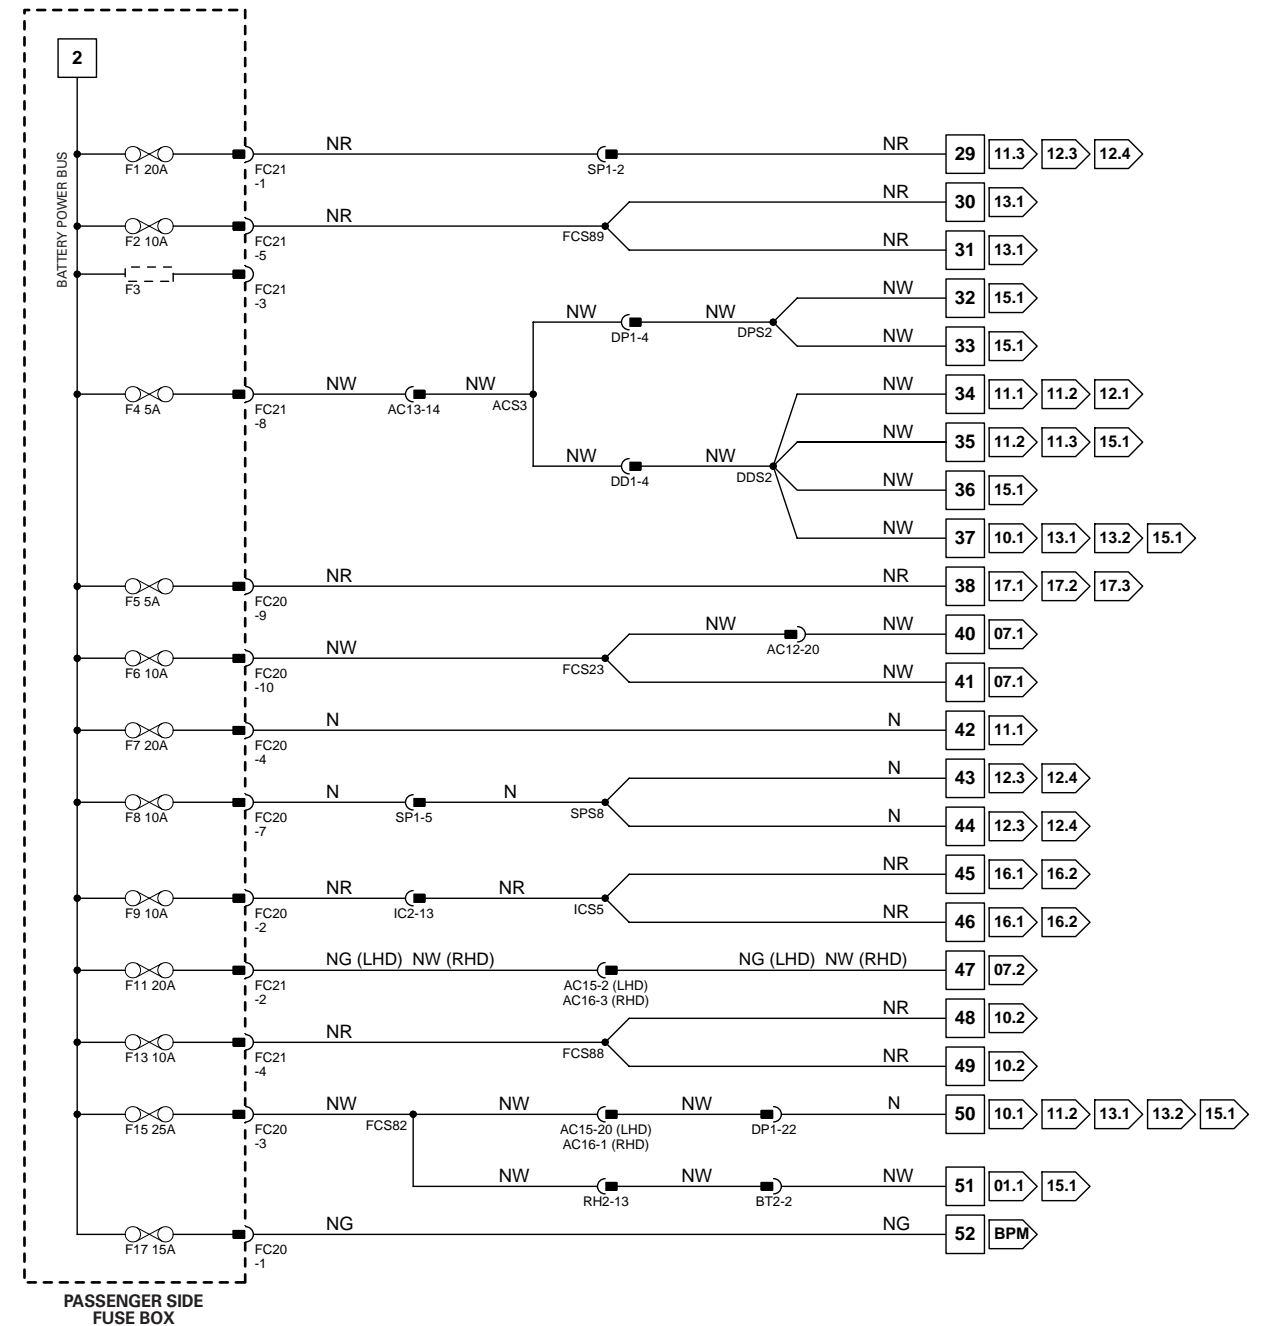 2
BATTERY POWER BUS
F1 20A
FC21
-1
NR
SP1-2
NR
29 11.3 12.3 12.4
F2 10A
FC21
-5
NR
FCS89
NR
30 13.1
NR
31 13.1
F3
FC21
-3
F4 5A
FC21
-8
NW
AC13-14
NW
ACS3
NW
DP1-4
NW
DPS2
NW
32 15.1
NW
33 15.1
NW
DD1-4
NW
DDS2
NW
34 11.1 11.2 12.1
NW
35 11.2 11.3 15.1
NW
36 15.1
NW
37 10.1 13.1 13.2 15.1
F5 5A
FC20
-9
NR
NR
38 17.1 17.2 17.3
F6 10A
FC20
-10
NW
FCS23
NW
AC12-20
NW
40 07.1
NW
41 07.1
F7 20A
FC20
-4
N
N
42 11.1
F8 10A
FC20
-7
N
SP1-5
N
SPS8
N
43 12.3 12.4
N
44 12.3 12.4
F9 10A
FC20
-2
NR
IC2-13
NR
ICS5
NR
45 16.1 16.2
NR
46 16.1 16.2
F11 20A
FC21
-2
NG (LHD) NW (RHD)
AC15-2 (LHD)
AC16-3 (RHD)
NG (LHD) NW (RHD)
47 07.2
F13 10A
FC21
-4
NR
FCS88
NR
48 10.2
NR
49 10.2
F15 25A
FC20
-3
NW
FCS82
NW
AC15-20 (LHD)
AC16-1 (RHD)
NW
DP1-22
N
50 10.1 11.2 13.1 13.2 15.1
NW
RH2-13
NW
BT2-2
NW
51 01.1 15.1
F17 15A
FC20
-1
NG
NG
52 BPM
PASSENGER SIDE
FUSE BOX